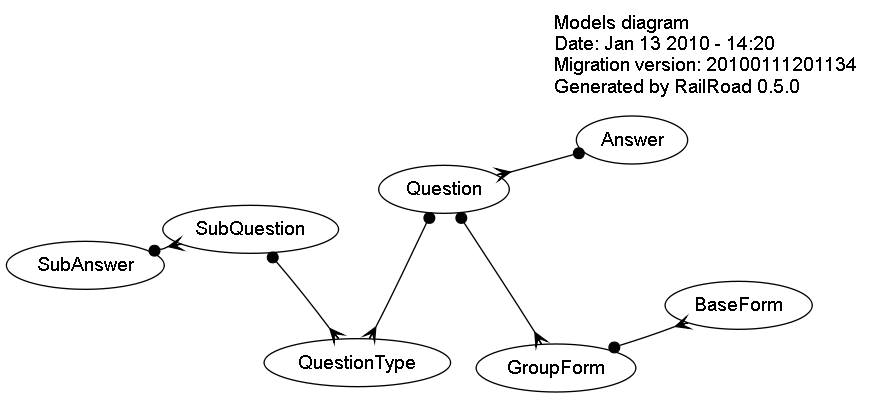 Models diagram
Date: Jan 13 2010 - 14:20
Migration version: 20100111201134
Generated by RailRoad 0.5.0
Answer
Question
SubQuestion
SubAnswer
BaseForm
QuestionType
GroupForm